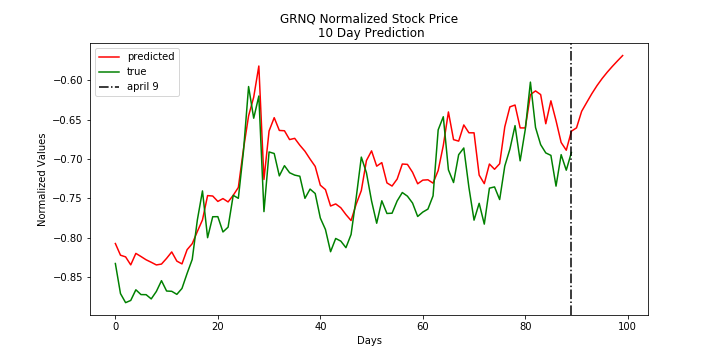 GRNQ Normalized Stock Price
10 Day Prediction
predicted
true
april 9
Normalized Values
−0.60
−0.65
−0.70
−0.75
−0.80
−0.85
0 20 40 60 80 100
Days